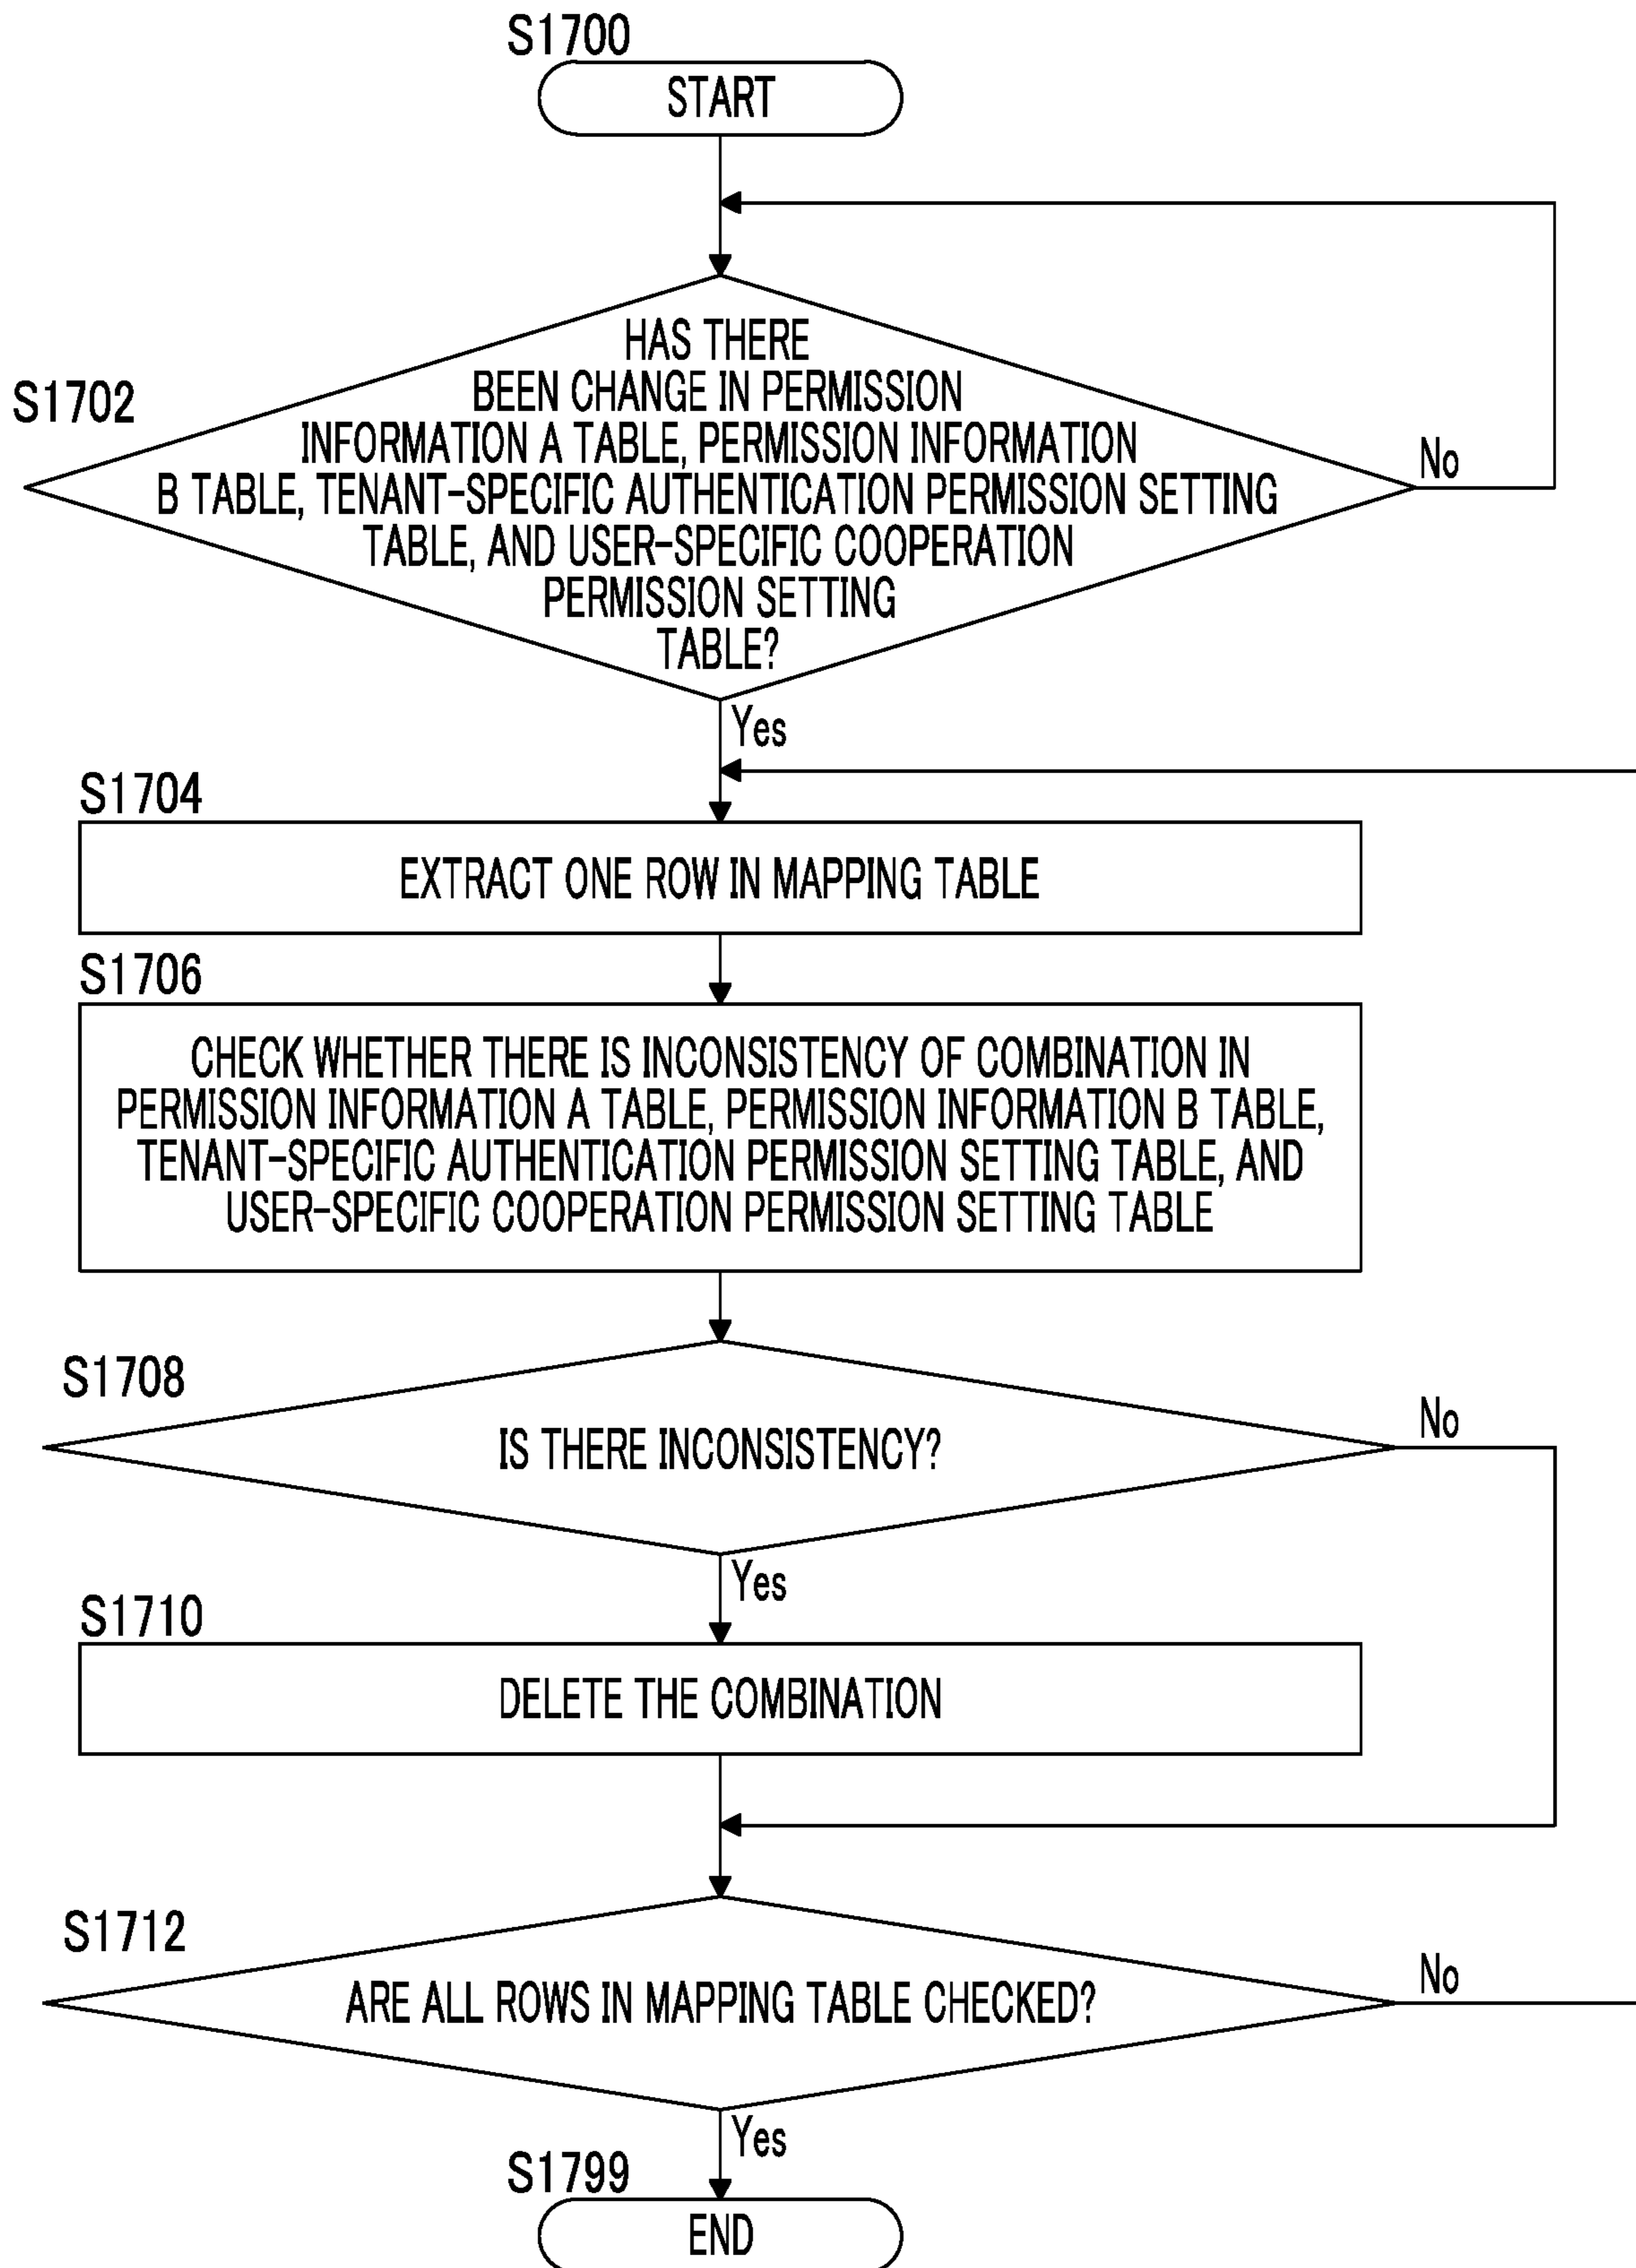 S1700
START
S1702
HAS THERE
BEEN CHANGE IN PERMISSION
INFORMATION A TABLE, PERMISSION INFORMATION
B TABLE, TENANT-SPECIFIC AUTHENTICATION PERMISSION SETTING
TABLE, AND USER-SPECIFIC COOPERATION
PERMISSION SETTING
TABLE?
No
Yes
S1704
EXTRACT ONE ROW IN MAPPING TABLE
S1706
CHECK WHETHER THERE IS INCONSISTENCY OF COMBINATION IN
PERMISSION INFORMATION A TABLE, PERMISSION INFORMATION B TABLE,
TENANT-SPECIFIC AUTHENTICATION PERMISSION SETTING TABLE, AND
USER-SPECIFIC COOPERATION PERMISSION SETTING TABLE
S1708
IS THERE INCONSISTENCY?
No
Yes
S1710
DELETE THE COMBINATION
S1712
ARE ALL ROWS IN MAPPING TABLE CHECKED?
No
Yes
S1799
END